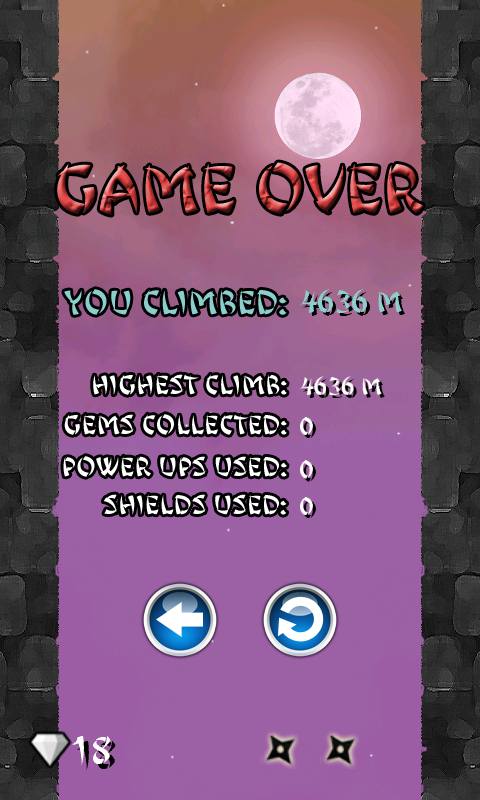 GAME OVER
YOU CLIMBED: 4636 M
HIGHEST CLIMB: 4636 M
GEMS COLLECTED: 0
POWER UPS USED: 0
SHIELDS USED: 0
18